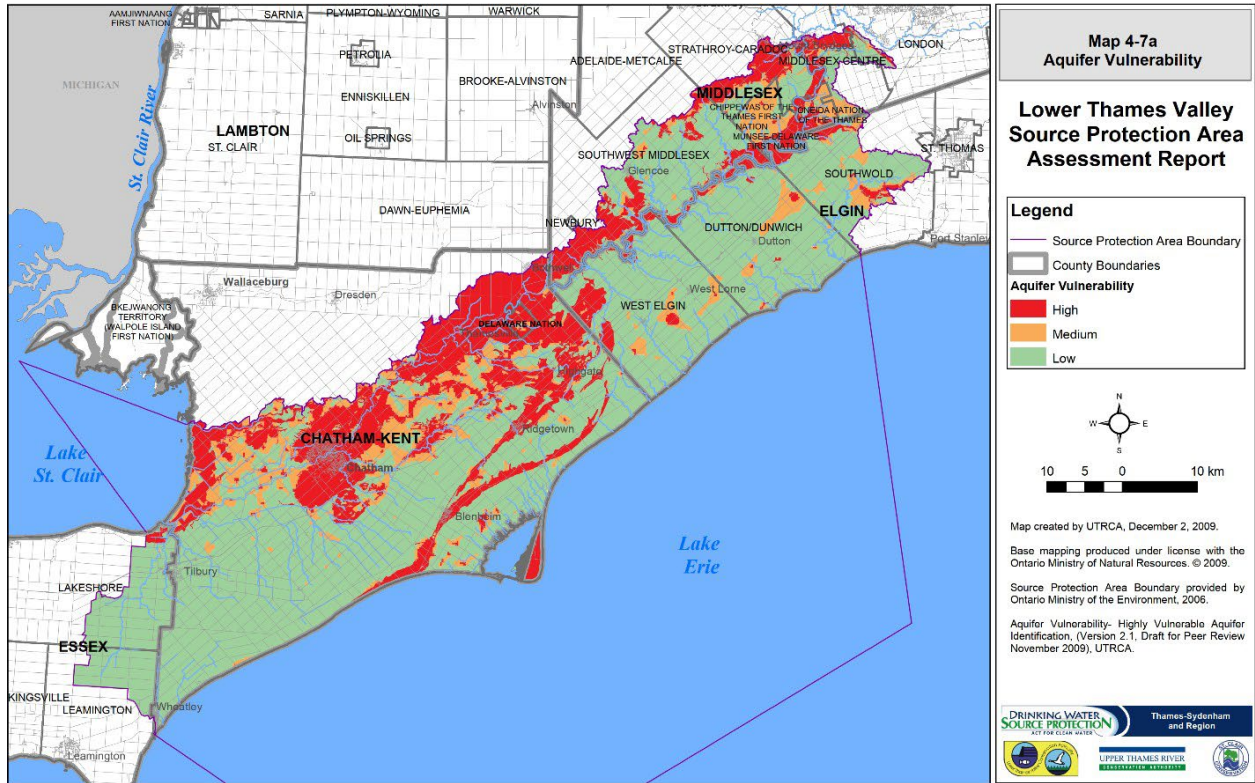 AAMJIWNAANG
FIRST NATION
SARNIA
PLYMPTON-WYOMING
WARWICK
LONDON
STRATHROY-CARADOC
MIDDLESEX-CENTRE
ADELAIDE-METCALFE
PETROLIA
BROOKE-ALVINSTON
MICHIGAN
St. Clair River
ENNISKILLEN
Alvinston
MIDDLESEX
CHIPPEWAS OF THE
THAMES FIRST
NATION
ONEIDA NATION
OF THE THAMES
MUNSEE-DELAWARE
FIRST NATION
LAMBTON
ST. CLAIR
OIL SPRINGS
SOUTHWEST MIDDLESEX
Glencoe
ST. THOMAS
SOUTHWOLD
ELGIN
DAWN-EUPHEMIA
NEWBURY
DUTTON/DUNWICH
Dutton
Port Stanley
Wallaceburg
Dresden
Bothwell
West Lorne
WEST ELGIN
BKEJWANONG
TERRITORY
(WALPOLE ISLAND
FIRST NATION)
DELAWARE NATION
Highgate
Ridgetown
CHATHAM-KENT
Chatham
Lake
St. Clair
Blenheim
Lake
Erie
Tilbury
LAKESHORE
ESSEX
KINGSVILLE
LEAMINGTON
Wheatley
Leamington
Map 4-7a
Aquifer Vulnerability
Lower Thames Valley
Source Protection Area
Assessment Report
Legend
Source Protection Area Boundary
County Boundaries
Aquifer Vulnerability
High
Medium
Low
N
W E
S
10 5 0 10 km
Map created by UTRCA, December 2, 2009.
Base mapping produced under license with the
Ontario Ministry of Natural Resources. © 2009.
Source Protection Area Boundary provided by
Ontario Ministry of the Environment, 2006.
Aquifer Vulnerability- Highly Vulnerable Aquifer
Identification, (Version 2.1, Draft for Peer Review
November 2009), UTRCA.
DRINKING WATER
SOURCE PROTECTION
ACT FOR CLEAN WATER
Thames-Sydenham
and Region
UPPER THAMES RIVER
CONSERVATION AUTHORITY